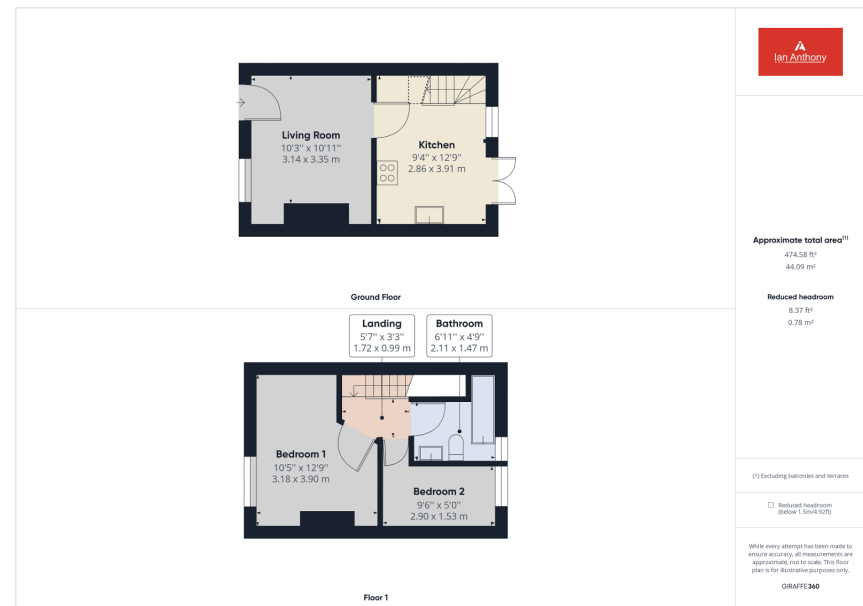 Living Room
10'3" x 10'11"
3.14 x 3.35 m
Kitchen
9'4" x 12'9"
2.86 x 3.91 m
Ground Floor
Landing
5'7" x 3'3"
1.72 x 0.99 m
Bathroom
6'11" x 4'9"
2.11 x 1.47 m
Bedroom 1
10'5" x 12'9"
3.18 x 3.90 m
Bedroom 2
9'6" x 5'0"
2.90 x 1.53 m
Floor 1
Ian Anthony
Approximate total area(1)
474.58 ft²
44.09 m²
Reduced headroom
8.37 ft²
0.78 m²
(1) Excluding balconies and terraces
Reduced headroom
(below 1.5m/4.92ft)
While every attempt has been made to
ensure accuracy, all measurements are
approximate, not to scale. This floor
plan is for illustrative purposes only.
GIRAFFE360